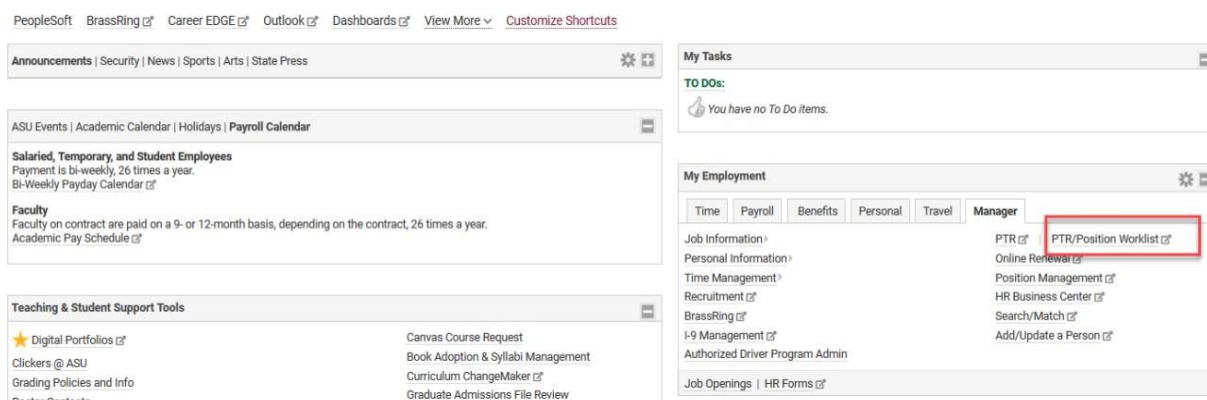 PeopleSoft BrassRing Career EDGE Outlook Dashboards View More Customize Shortcuts
Announcements | Security | News | Sports | Arts | State Press
ASU Events | Academic Calendar | Holidays | Payroll Calendar
Salaried, Temporary, and Student Employees
Payment is bi-weekly, 26 times a year.
Bi-Weekly Payday Calendar
Faculty
Faculty on contract are paid on a 9- or 12-month basis, depending on the contract, 26 times a year.
Academic Pay Schedule
Teaching & Student Support Tools
Digital Portfolios
Clickers @ ASU
Grading Policies and Info
Canvas Course Request
Book Adoption & Syllabi Management
Curriculum ChangeMaker
Graduate Admissions File Review
My Tasks
TO DOs:
You have no To Do items.
My Employment
Time Payroll Benefits Personal Travel Manager
Job Information
Personal Information
Time Management
Recruitment
BrassRing
I-9 Management
Authorized Driver Program Admin
PTR | PTR/Position Worklist
Online Renewal
Position Management
HR Business Center
Search/Match
Add/Update a Person
Job Openings | HR Forms